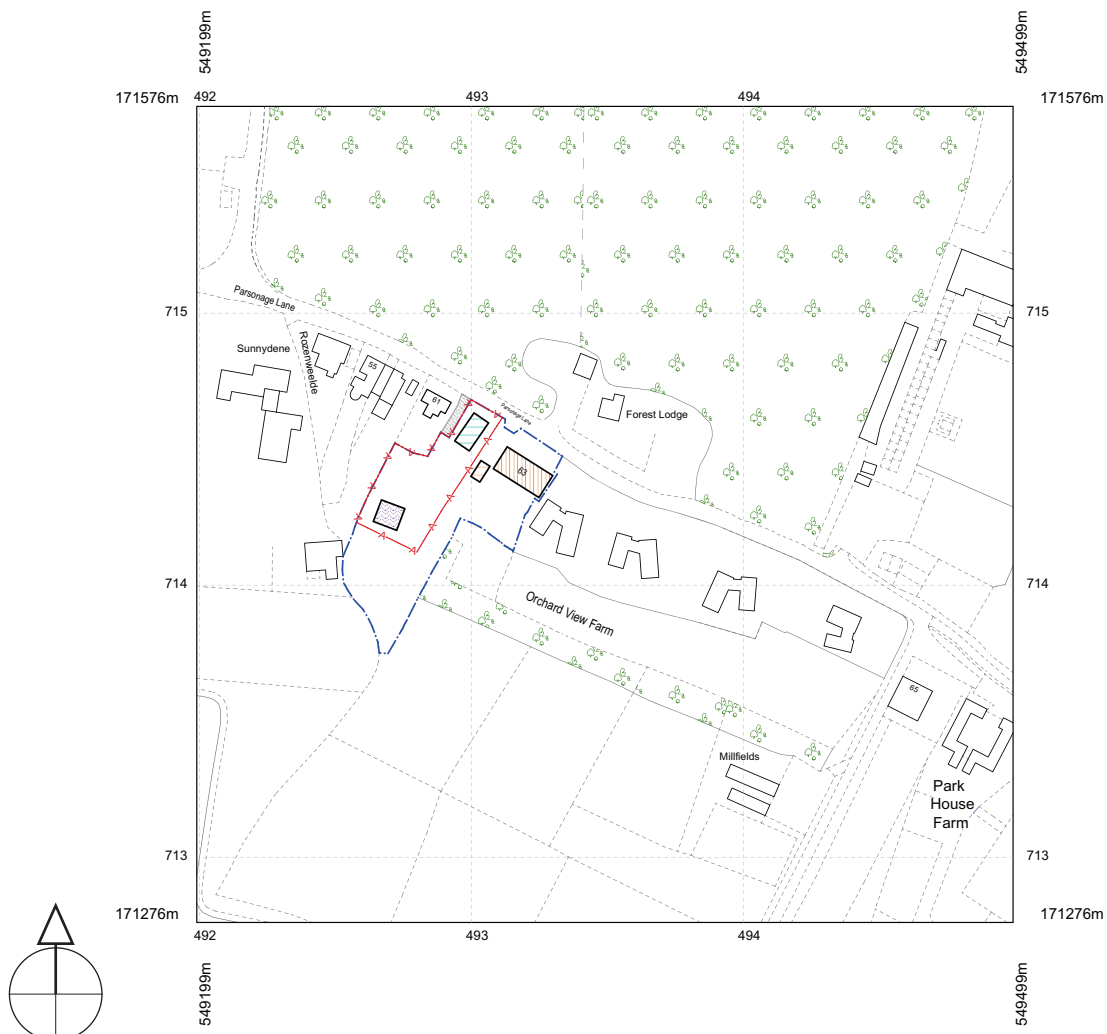 549199m
549499m
171576m
492
493
494
171576m
715
715
Parsonage Lane
Sunnydene
Rozenweelde
55
61
Parsonage Lane
Forest Lodge
63
714
714
Orchard View Farm
65
Millfields
Park
House
Farm
713
713
171276m
492
493
494
171276m
549199m
549499m